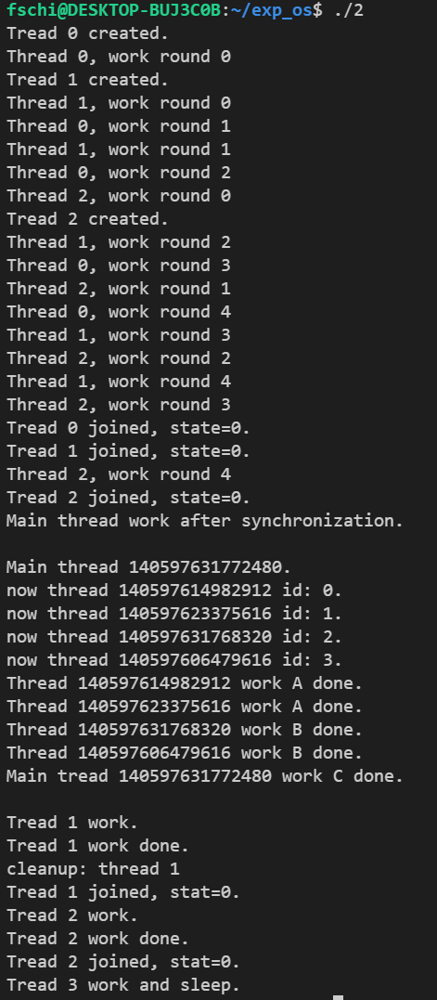 fschi@DESKTOP-BUJ3C0B:~/exp_os$ ./2
Tread 0 created.
Thread 0, work round 0
Tread 1 created.
Thread 1, work round 0
Thread 0, work round 1
Thread 1, work round 1
Thread 0, work round 2
Thread 2, work round 0
Tread 2 created.
Thread 1, work round 2
Thread 0, work round 3
Thread 2, work round 1
Thread 0, work round 4
Thread 1, work round 3
Thread 2, work round 2
Thread 1, work round 4
Thread 2, work round 3
Tread 0 joined, state=0.
Tread 1 joined, state=0.
Thread 2, work round 4
Tread 2 joined, state=0.
Main thread work after synchronization.

Main thread 140597631772480.
now thread 140597614982912 id: 0.
now thread 140597623375616 id: 1.
now thread 140597631768320 id: 2.
now thread 140597606479616 id: 3.
Thread 140597614982912 work A done.
Thread 140597623375616 work A done.
Thread 140597631768320 work B done.
Thread 140597606479616 work B done.
Main tread 140597631772480 work C done.

Tread 1 work.
Tread 1 work done.
cleanup: thread 1
Tread 1 joined, stat=0.
Tread 2 work.
Tread 2 work done.
Tread 2 joined, stat=0.
Tread 3 work and sleep.